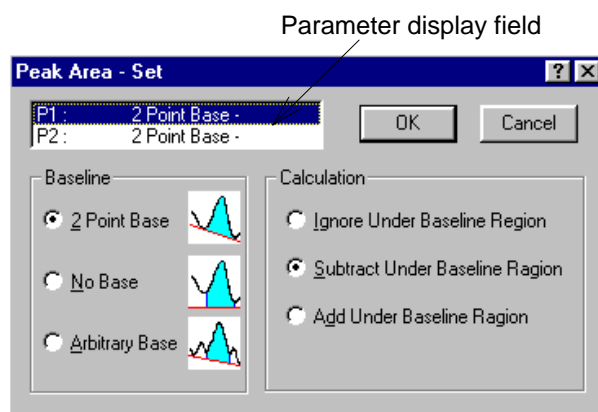 Parameter display field
Peak Area - Set
P1 : 2 Point Base -
P2 : 2 Point Base -
OK
Cancel
Baseline
2 Point Base
No Base
Arbitrary Base
Calculation
Ignore Under Baseline Region
Subtract Under Baseline Ragion
Add Under Baseline Ragion